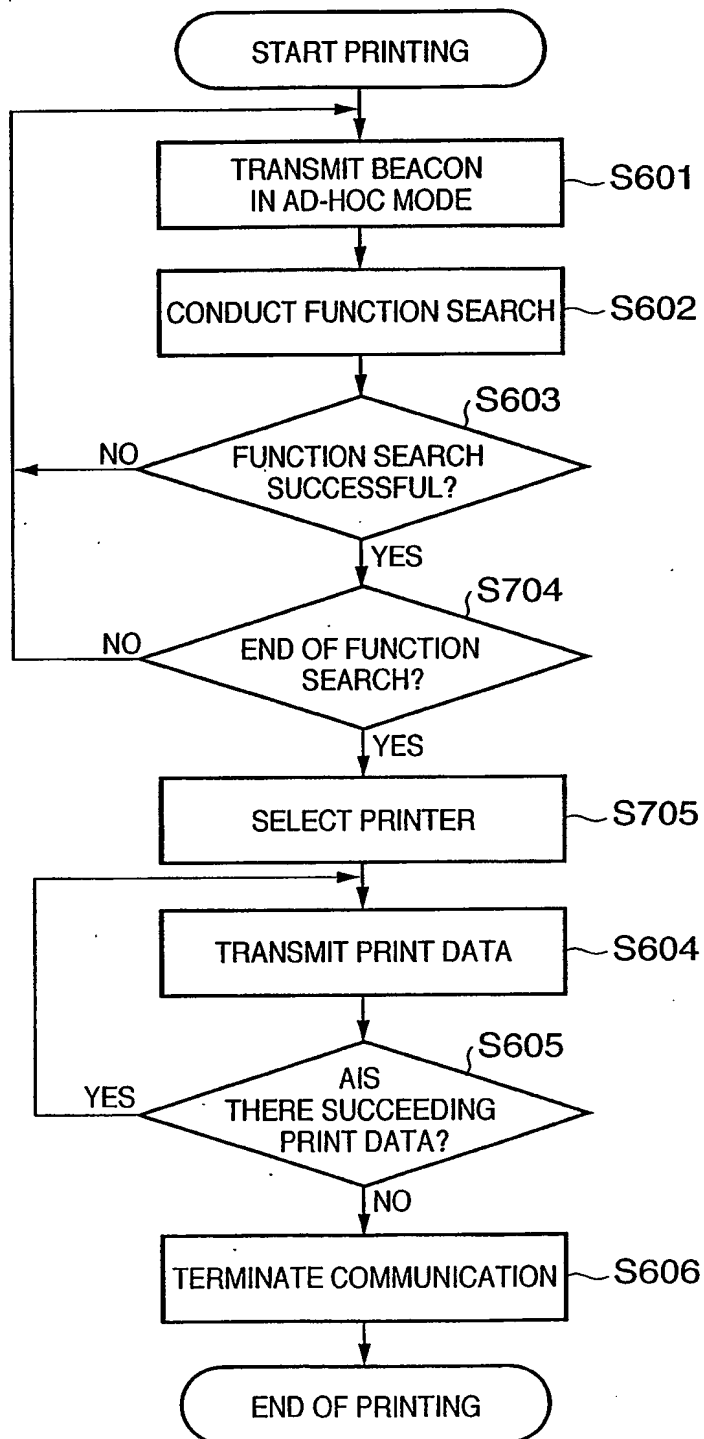 START PRINTING
TRANSMIT BEACON
IN AD-HOC MODE
S601
CONDUCT FUNCTION SEARCH
S602
S603
NO
FUNCTION SEARCH
SUCCESSFUL?
YES
S704
NO
END OF FUNCTION
SEARCH?
YES
SELECT PRINTER
S705
TRANSMIT PRINT DATA
S604
S605
YES
AIS
THERE SUCCEEDING
PRINT DATA?
NO
TERMINATE COMMUNICATION
S606
END OF PRINTING